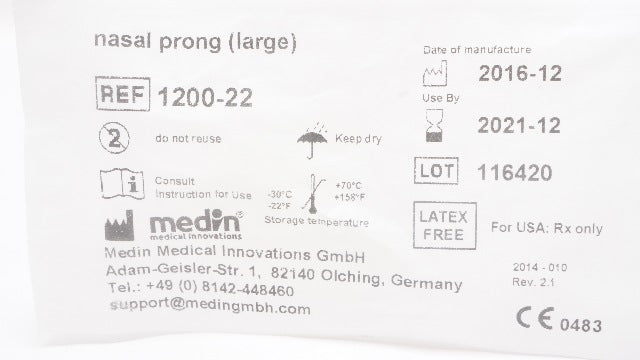 nasal prong (large)
Date of manufacture
2016-12
REF 1200-22
Use By
2021-12
2 do not reuse
Keep dry
LOT 116420
i Consult
Instruction for Use
-30°C
-22°F
+70°C
+158°F
Storage temperature
LATEX
FREE
For USA: Rx only
medin®
medical innovations
Medin Medical Innovations GmbH
Adam-Geisler-Str. 1, 82140 Olching, Germany
Tel.: +49 (0) 8142-448460
support@medingmbh.com
2014 - 010
Rev. 2.1
CE 0483